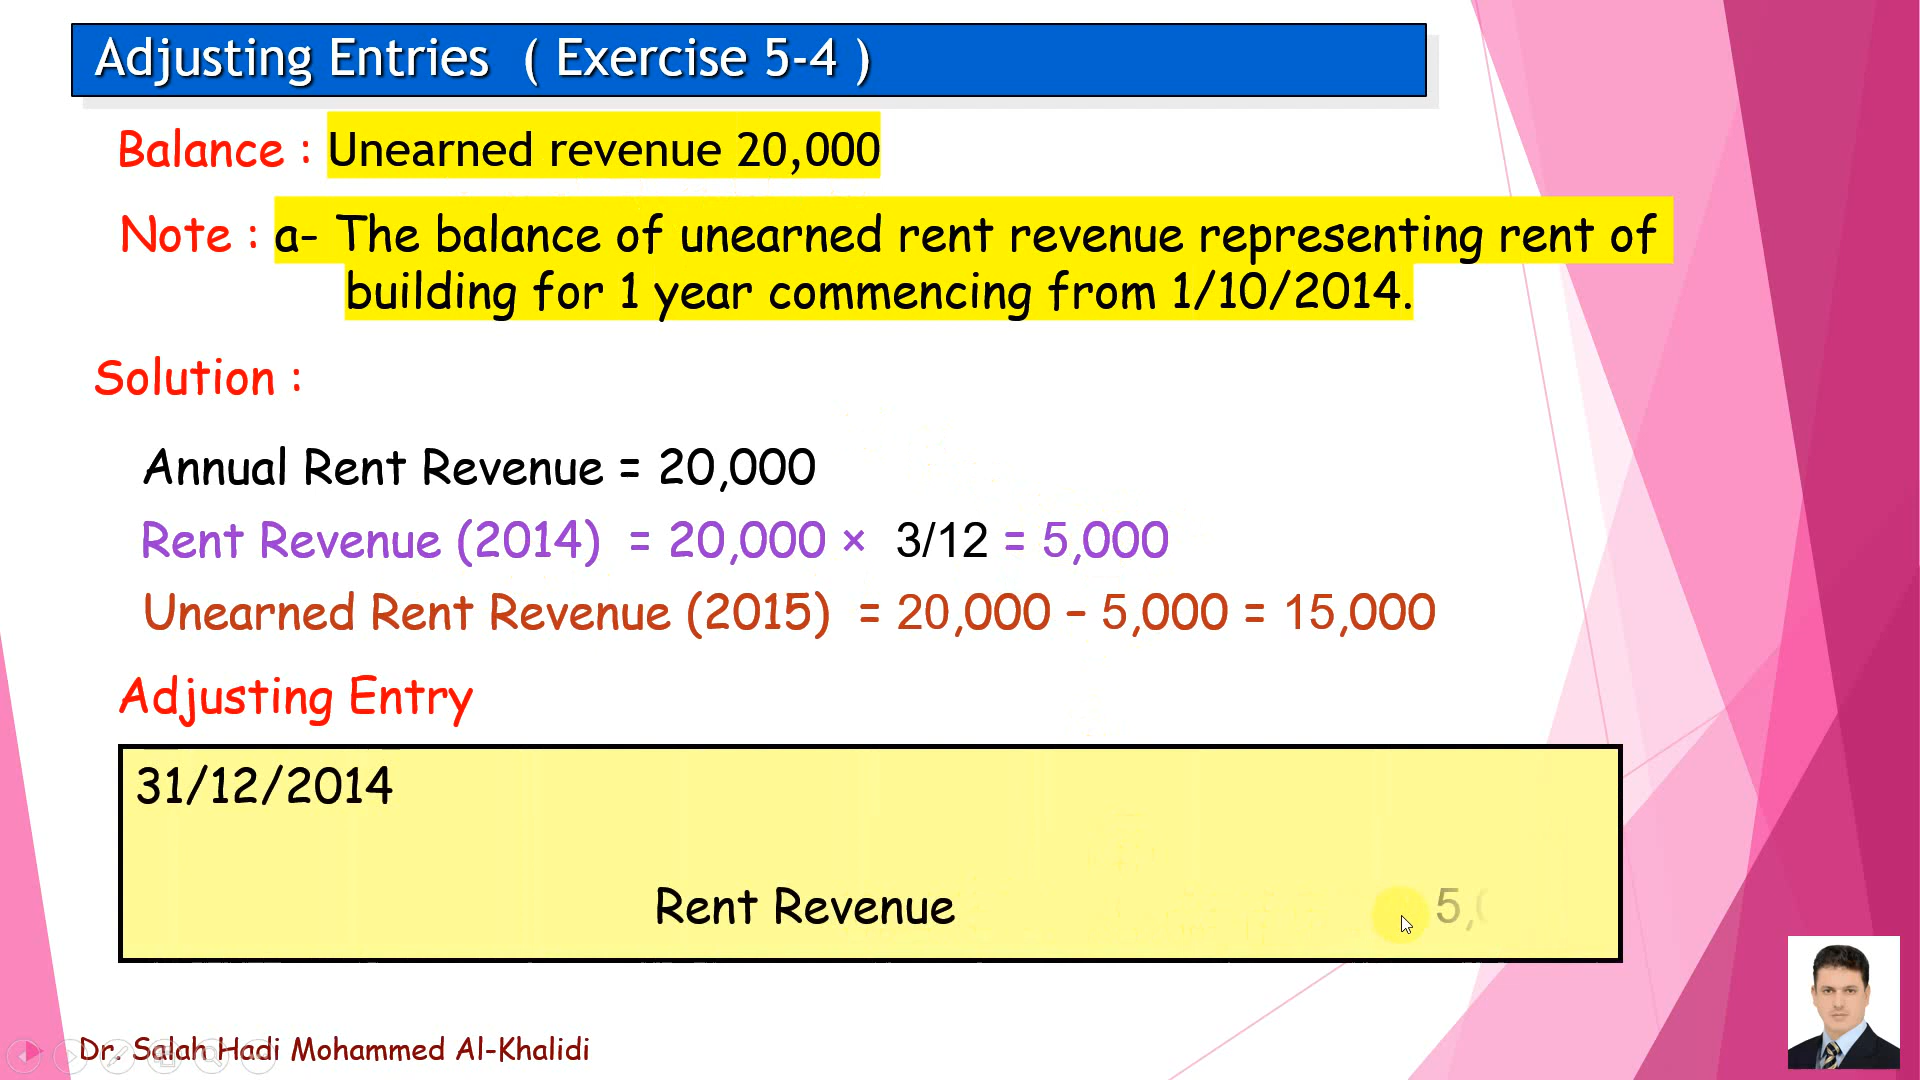 Adjusting Entries ( Exercise 5-4 )
Balance : Unearned revenue 20,000
Note : a- The balance of unearned rent revenue representing rent of
building for 1 year commencing from 1/10/2014.
Solution :
Annual Rent Revenue = 20,000
Rent Revenue (2014) = 20,000 × 3/12 = 5,000
Unearned Rent Revenue (2015) = 20,000 – 5,000 = 15,000
Adjusting Entry
31/12/2014
Rent Revenue
Dr. Salah Hadi Mohammed Al-Khalidi